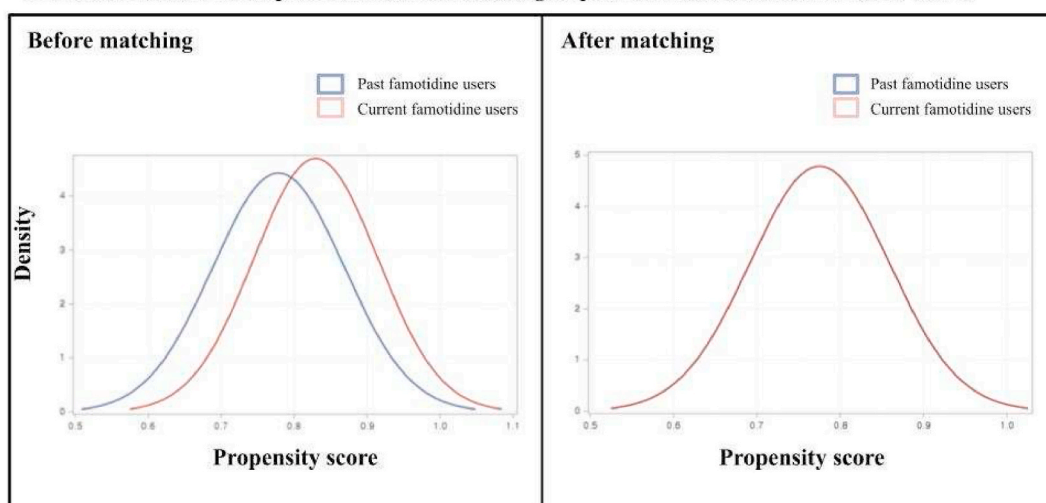 Before matching
Past famotidine users
Current famotidine users
Density
4
3
2
1
0
0.5 0.6 0.7 0.8 0.9 1.0 1.1
Propensity score
After matching
Past famotidine users
Current famotidine users
5
4
3
2
1
0
0.5 0.6 0.7 0.8 0.9 1.0
Propensity score